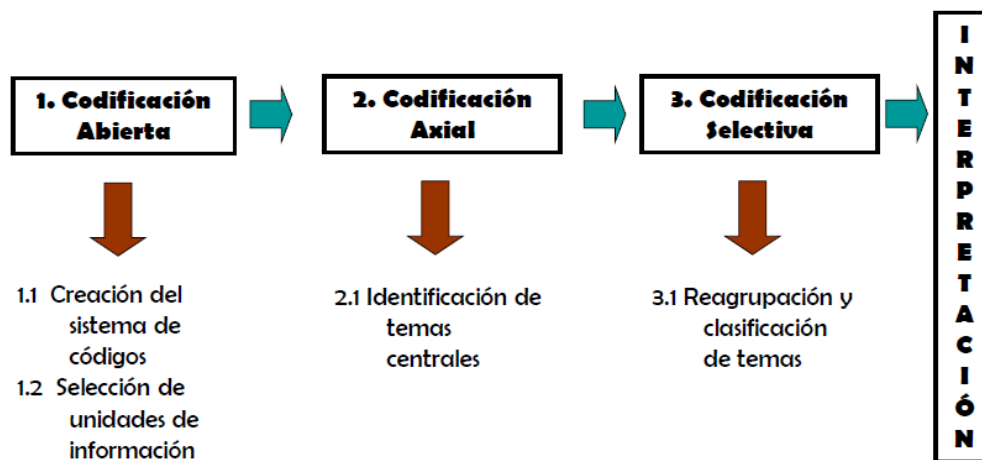 1. Codificación
Abierta
1.1 Creación del
sistema de
códigos
1.2 Selección de
unidades de
información
2. Codificación
Axial
2.1 Identificación de
temas
centrales
3. Codificación
Selectiva
3.1 Reagrupación y
clasificación
de temas
INTERPRETACIÓN